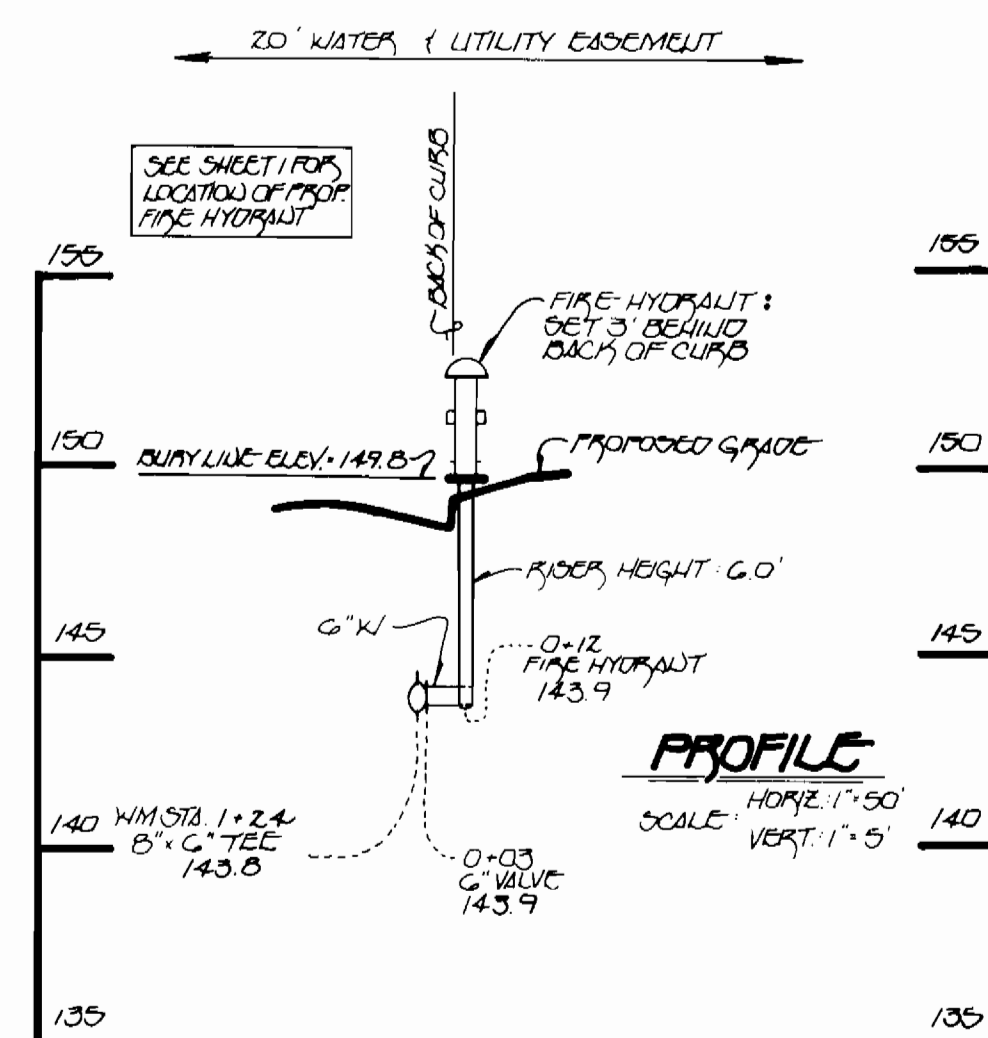 20' WATER & UTILITY EASEMENT
SEE SHEET 1 FOR
LOCATION OF PROP.
FIRE HYDRANT
BACK OF CURB
155
155
FIRE HYDRANT :
SET 3' BEHIND
BACK OF CURB
150
BURY LINE ELEV. = 149.8
PROPOSED GRADE
150
RISER HEIGHT : 6.0'
145
6" W
0+12
FIRE HYDRANT
143.9
145
PROFILE
SCALE : HORIZ. : 1" = 50'
VERT. : 1" = 5'
140
WM STA. 1+24
8" x 6" TEE
143.8
0+03
6" VALVE
143.9
140
135
135